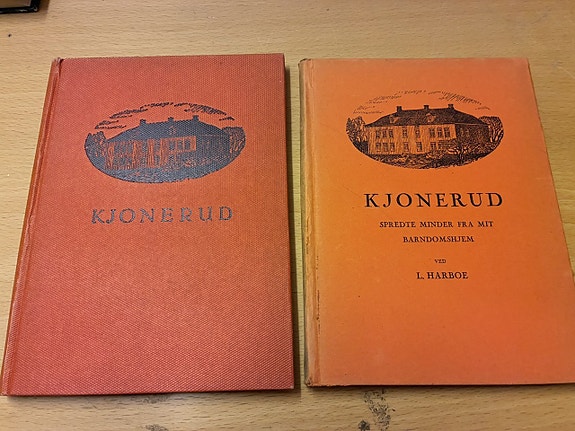 KJONERUD
KJONERUD
SPREDTE MINDER FRA MIT
BARNDOMSHJEM
VED
L. HARBOE